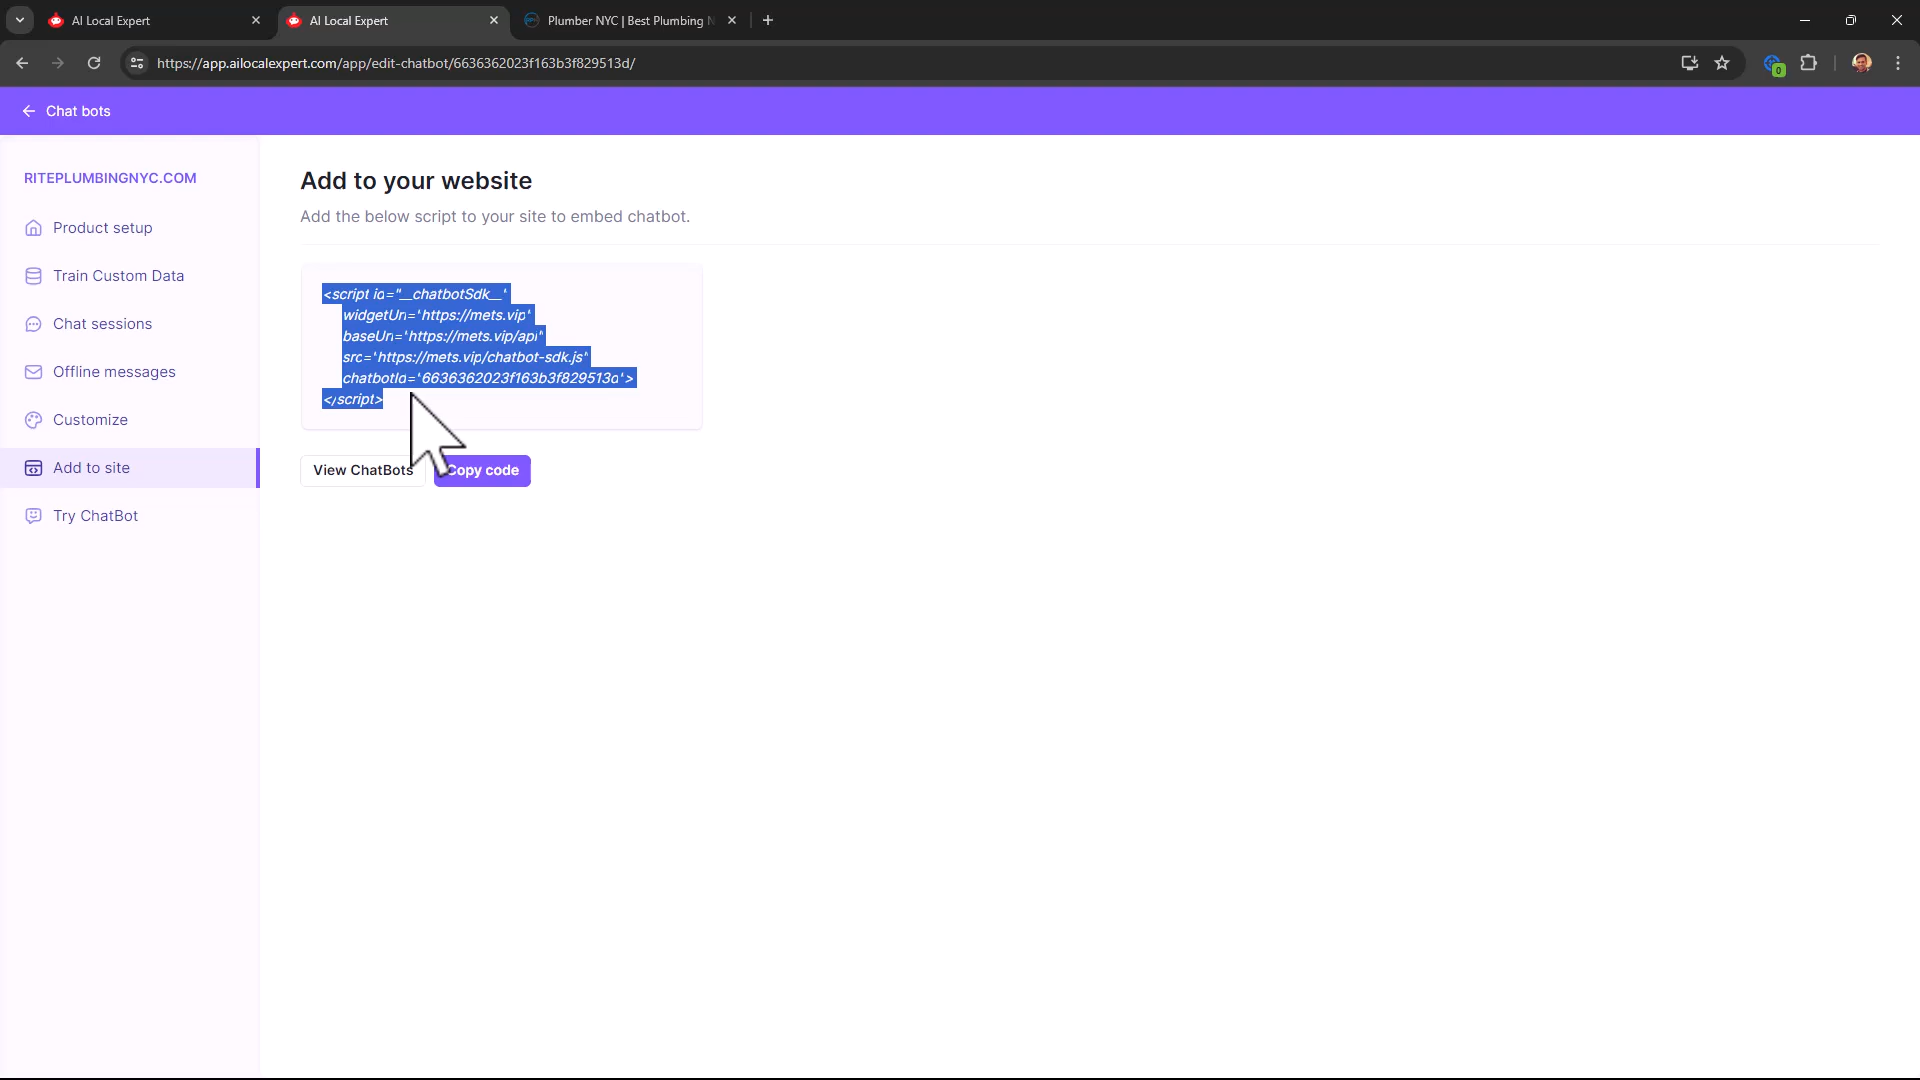 AI Local Expert
AI Local Expert
Plumber NYC | Best Plumbing N
https://app.ailocalexpert.com/app/edit-chatbot/6636362023f163b3f829513d/
0
Chat bots
RITEPLUMBINGNYC.COM
Product setup
Train Custom Data
Chat sessions
Offline messages
Customize
Add to site
Try ChatBot
Add to your website
Add the below script to your site to embed chatbot.
<script id="__chatbotSdk__"
widgetUrl="https://mets.vip"
baseUrl="https://mets.vip/api"
src="https://mets.vip/chatbot-sdk.js"
chatbotId="6636362023f163b3f829513d">
</script>
View ChatBots
Copy code